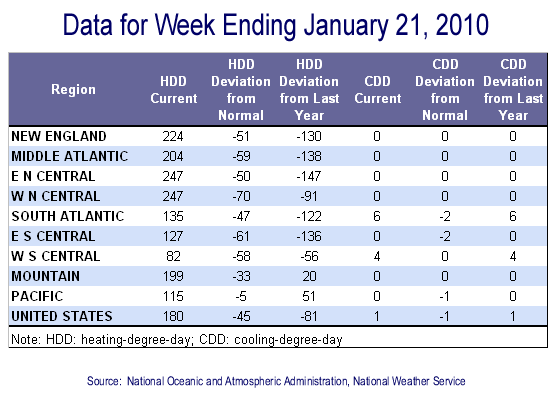 Data for Week Ending January 21, 2010
Region HDD Current HDD Deviation from Normal HDD Deviation from Last Year CDD Current CDD Deviation from Normal CDD Deviation from Last Year
NEW ENGLAND 224 -51 -130 0 0 0
MIDDLE ATLANTIC 204 -59 -138 0 0 0
E N CENTRAL 247 -50 -147 0 0 0
W N CENTRAL 247 -70 -91 0 0 0
SOUTH ATLANTIC 135 -47 -122 6 -2 6
E S CENTRAL 127 -61 -136 0 -2 0
W S CENTRAL 82 -58 -56 4 0 4
MOUNTAIN 199 -33 20 0 0 0
PACIFIC 115 -5 51 0 -1 0
UNITED STATES 180 -45 -81 1 -1 1
Note: HDD: heating-degree-day; CDD: cooling-degree-day
Source: National Oceanic and Atmospheric Administration, National Weather Service